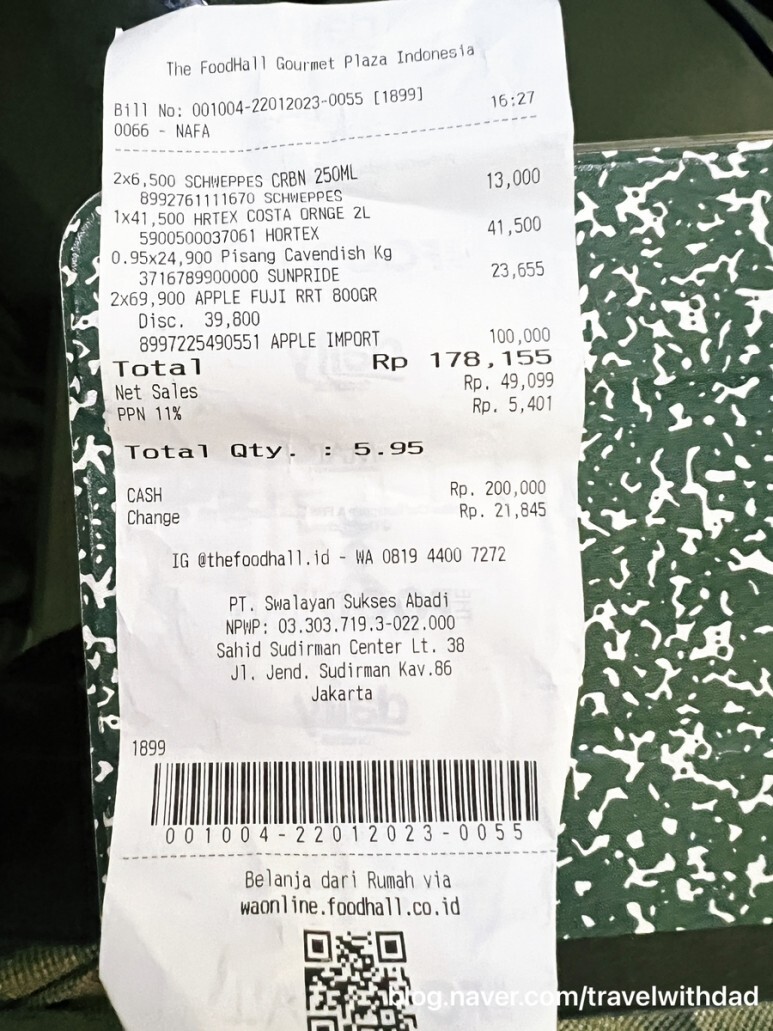 The FoodHall Gourmet Plaza Indonesia
Bill No: 001004-22012023-0055 [1899] 16:27
0066 - NAFA
2x6,500 SCHWEPPES CRBN 250ML 13,000
8992761111670 SCHWEPPES
1x41,500 HRTEX COSTA ORNGE 2L 41,500
5900500037061 HORTEX
0.95x24,900 Pisang Cavendish Kg 23,655
3716789900000 SUNPRIDE
2x69,900 APPLE FUJI RRT 800GR
Disc. 39,800
8997225490551 APPLE IMPORT 100,000
Total Rp 178,155
Net Sales Rp. 49,099
PPN 11% Rp. 5,401
Total Qty. : 5.95
CASH Rp. 200,000
Change Rp. 21,845
IG @thefoodhall.id - WA 0819 4400 7272
PT. Swalayan Sukses Abadi
NPWP: 03.303.719.3-022.000
Sahid Sudirman Center Lt. 38
Jl. Jend. Sudirman Kav.86
Jakarta
1899
001004-22012023-0055
Belanja dari Rumah via
waonline.foodhall.co.id
blog.naver.com/travelwithdad